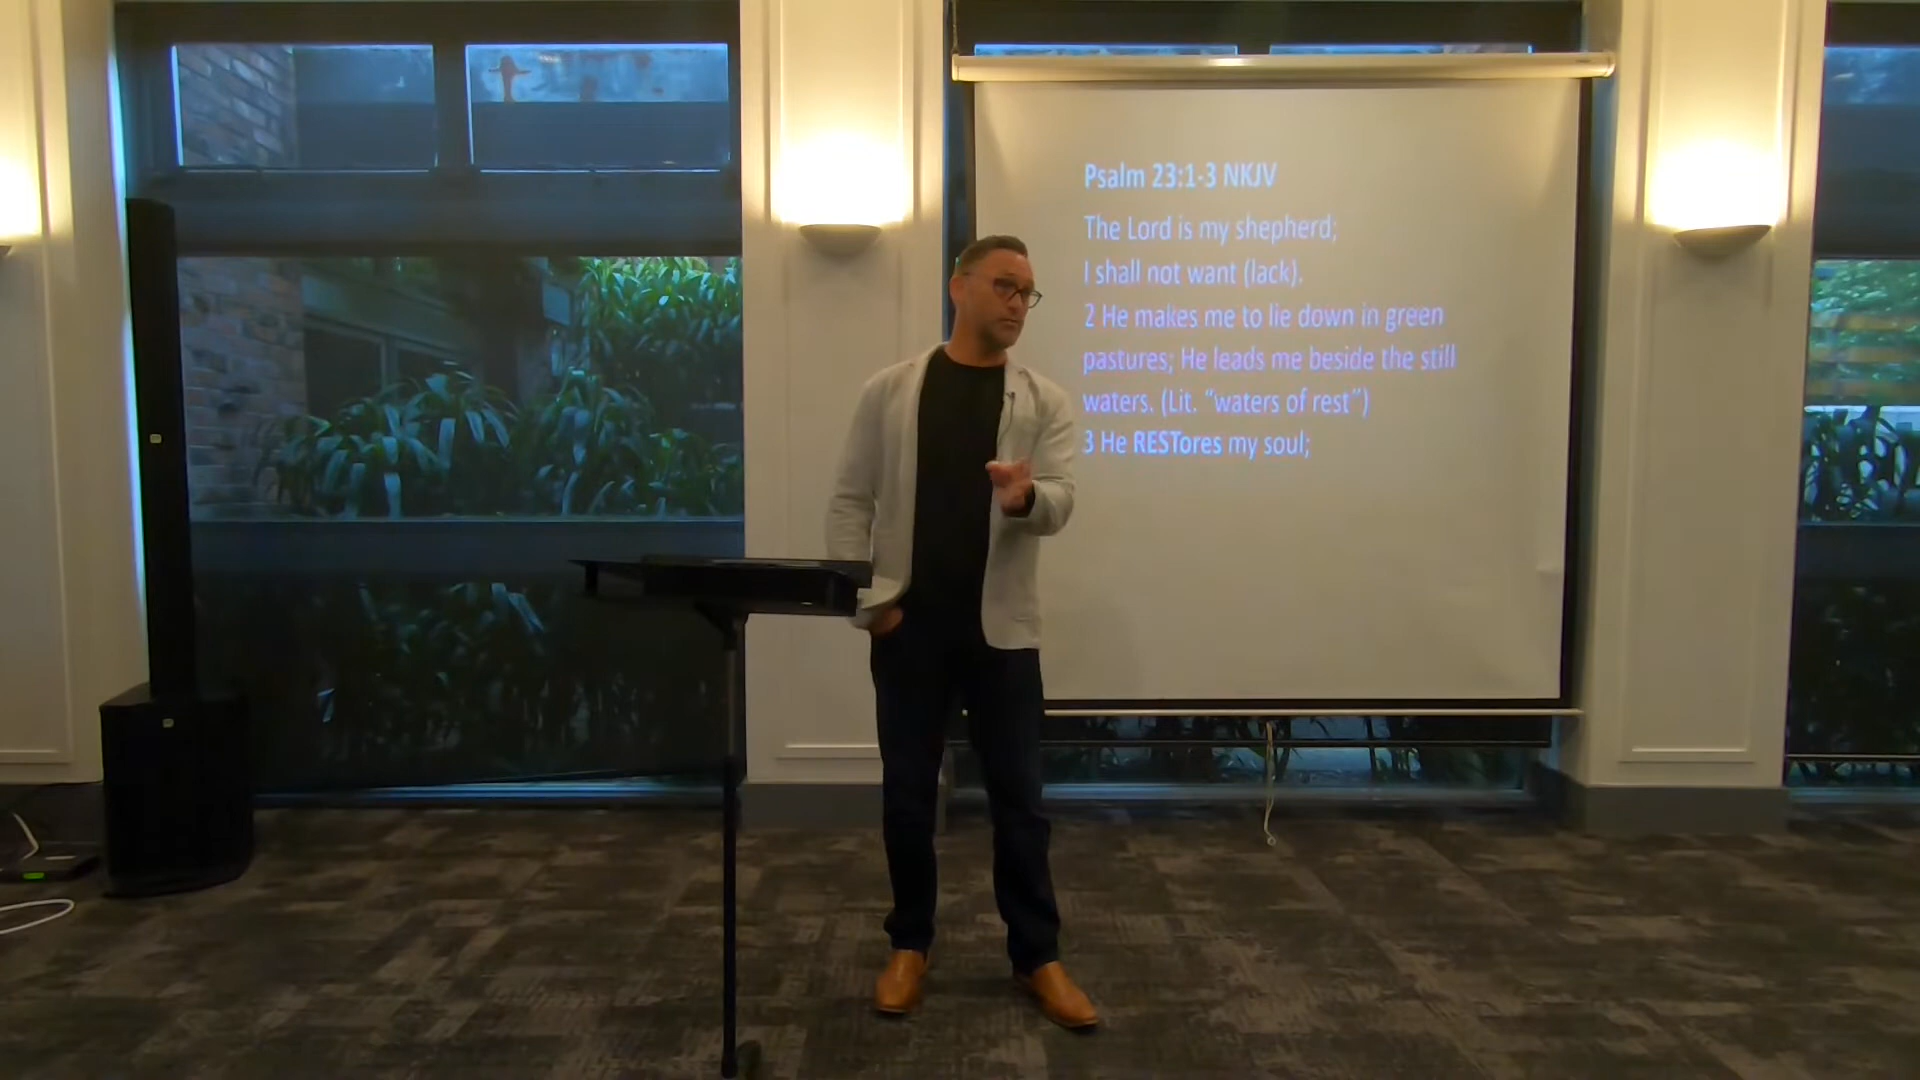 Psalm 23:1-3 NKJV
The Lord is my shepherd;
I shall not want (lack).
2 He makes me to lie down in green
pastures; He leads me beside the still
waters. (Lit. “waters of rest”)
3 He RESTores my soul;